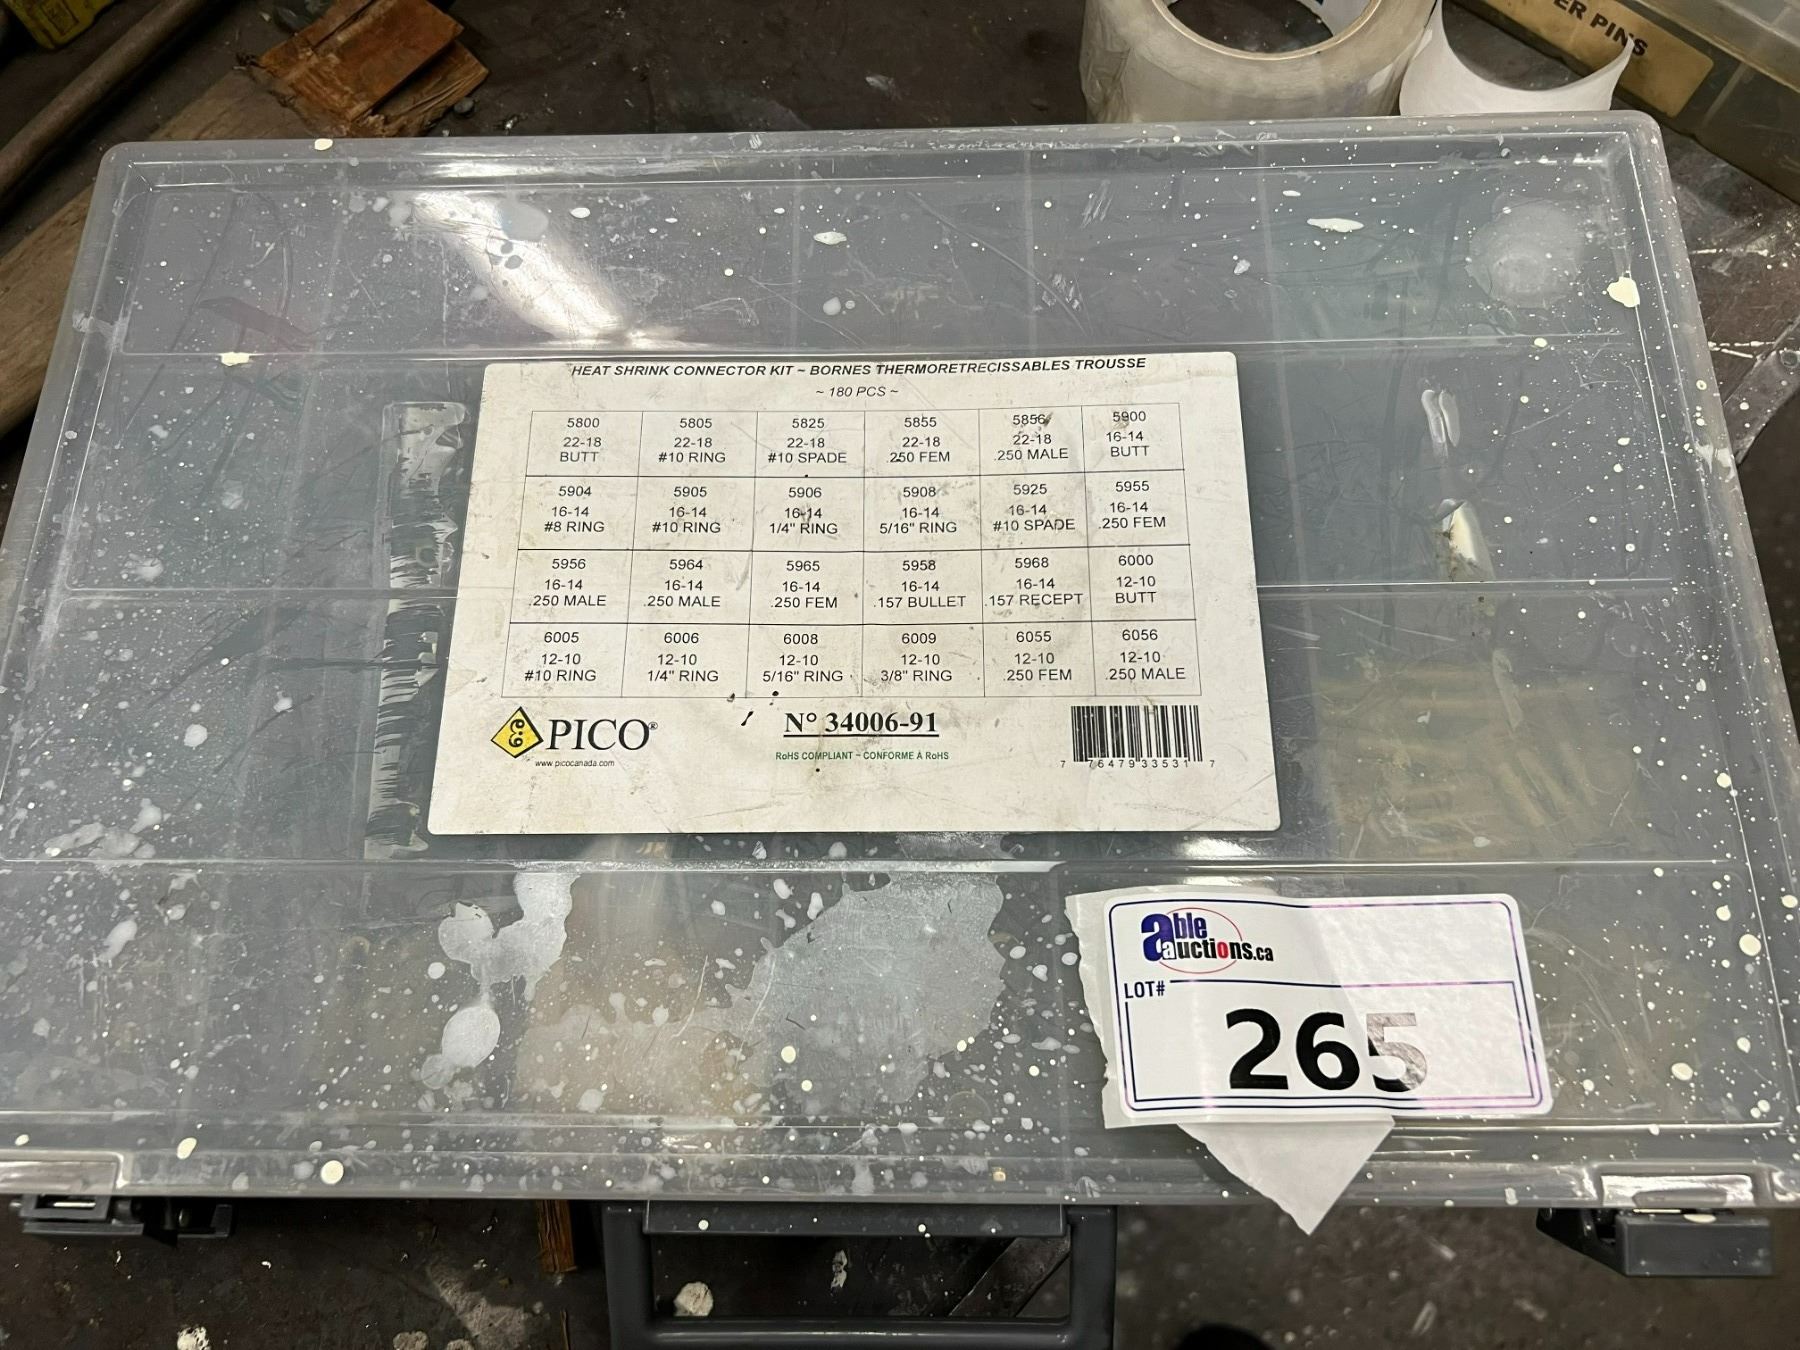 ER PINS
HEAT SHRINK CONNECTOR KIT ~ BORNES THERMORETRECISSABLES TROUSSE
~ 180 PCS ~
5800 5805 5825 5855 5856 5900
22-18 22-18 22-18 22-18 22-18 16-14
BUTT #10 RING #10 SPADE .250 FEM .250 MALE BUTT
5904 5905 5906 5908 5925 5955
16-14 16-14 16-14 16-14 16-14 16-14
#8 RING #10 RING 1/4" RING 5/16" RING #10 SPADE .250 FEM
5956 5964 5965 5958 5968 6000
16-14 16-14 16-14 16-14 16-14 12-10
.250 MALE .250 MALE .250 FEM .157 BULLET .157 RECEPT BUTT
6005 6006 6008 6009 6055 6056
12-10 12-10 12-10 12-10 12-10 12-10
#10 RING 1/4" RING 5/16" RING 3/8" RING .250 FEM .250 MALE
PICO® N° 34006-91
www.picocanada.com RoHS COMPLIANT ~ CONFORME À RoHS 7 76479 33531 7
able
auctions.ca
LOT#
265